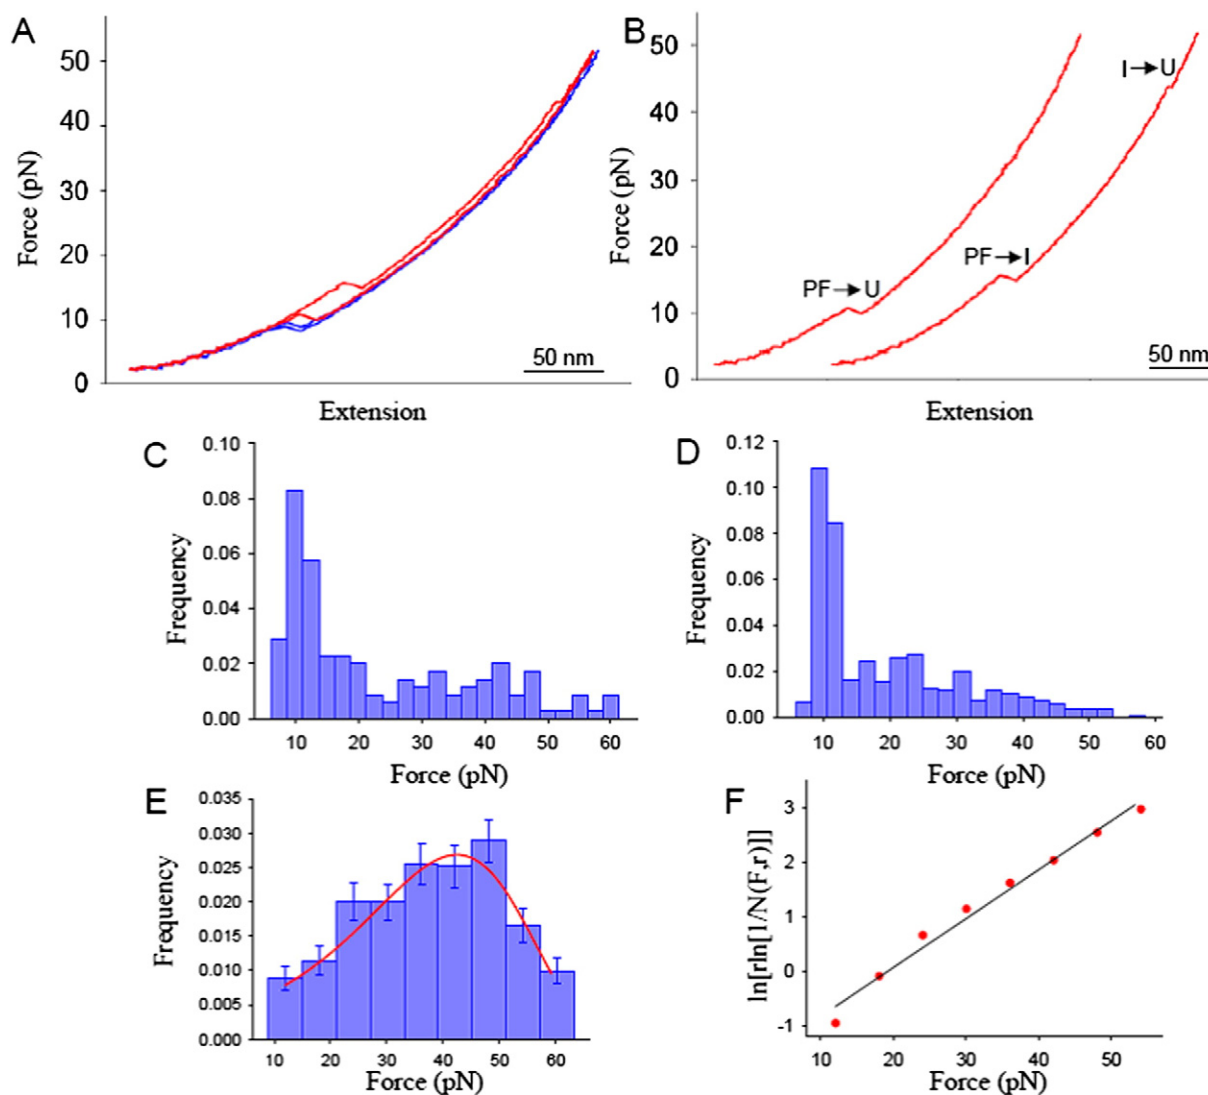 A
50
40
30
20
10
0
Force (pN)
50 nm
Extension
B
50
40
30
20
10
0
Force (pN)
I→U
PF→I
PF→U
50 nm
Extension
C
0.10
0.08
0.06
0.04
0.02
0.00
Frequency
10 20 30 40 50 60
Force (pN)
D
0.12
0.10
0.08
0.06
0.04
0.02
0.00
Frequency
10 20 30 40 50 60
Force (pN)
E
0.035
0.030
0.025
0.020
0.015
0.010
0.005
0.000
Frequency
10 20 30 40 50 60
Force (pN)
F
3
2
1
0
-1
ln[rln[1/N(F,r)]]
10 20 30 40 50
Force (pN)